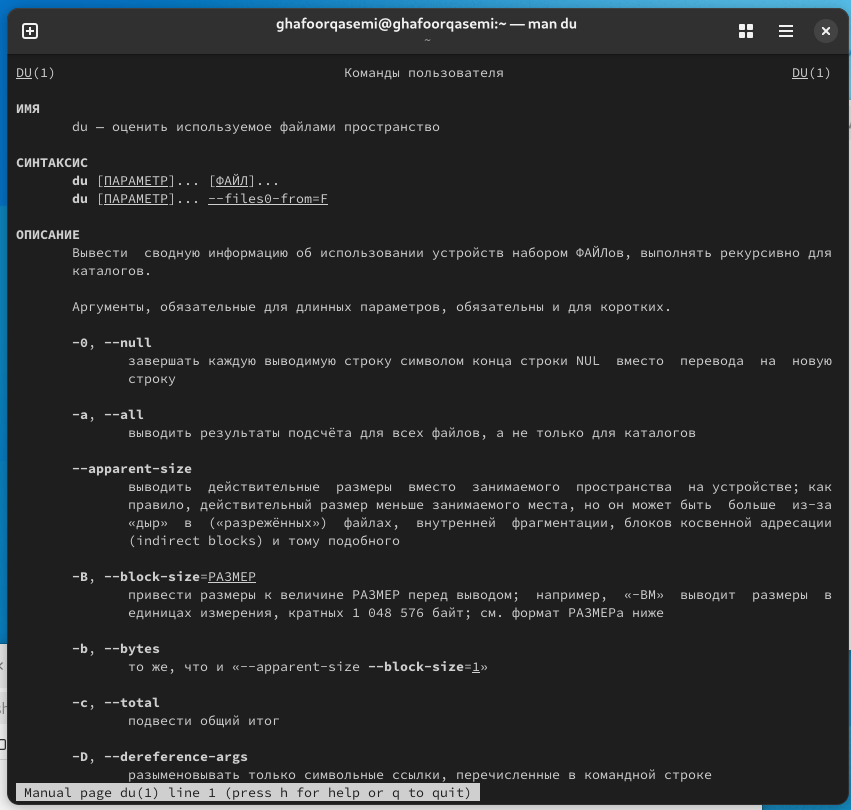 ghafoorqasemi@ghafoorqasemi:~ — man du
~
DU(1) Команды пользователя DU(1)
ИМЯ
du — оценить используемое файлами пространство
СИНТАКСИС
du [ПАРАМЕТР]... [ФАЙЛ]...
du [ПАРАМЕТР]... --files0-from=F
ОПИСАНИЕ
Вывести сводную информацию об использовании устройств набором ФАЙЛов, выполнять рекурсивно для
каталогов.
Аргументы, обязательные для длинных параметров, обязательны и для коротких.
-0, --null
завершать каждую выводимую строку символом конца строки NUL вместо перевода на новую
строку
-a, --all
выводить результаты подсчёта для всех файлов, а не только для каталогов
--apparent-size
выводить действительные размеры вместо занимаемого пространства на устройстве; как
правило, действительный размер меньше занимаемого места, но он может быть больше из-за
«дыр» в («разрежённых») файлах, внутренней фрагментации, блоков косвенной адресации
(indirect blocks) и тому подобного
-B, --block-size=РАЗМЕР
привести размеры к величине РАЗМЕР перед выводом; например, «-BM» выводит размеры в
единицах измерения, кратных 1 048 576 байт; см. формат РАЗМЕРа ниже
-b, --bytes
то же, что и «--apparent-size --block-size=1»
-c, --total
подвести общий итог
-D, --dereference-args
разыменовывать только символьные ссылки, перечисленные в командной строке
Manual page du(1) line 1 (press h for help or q to quit)